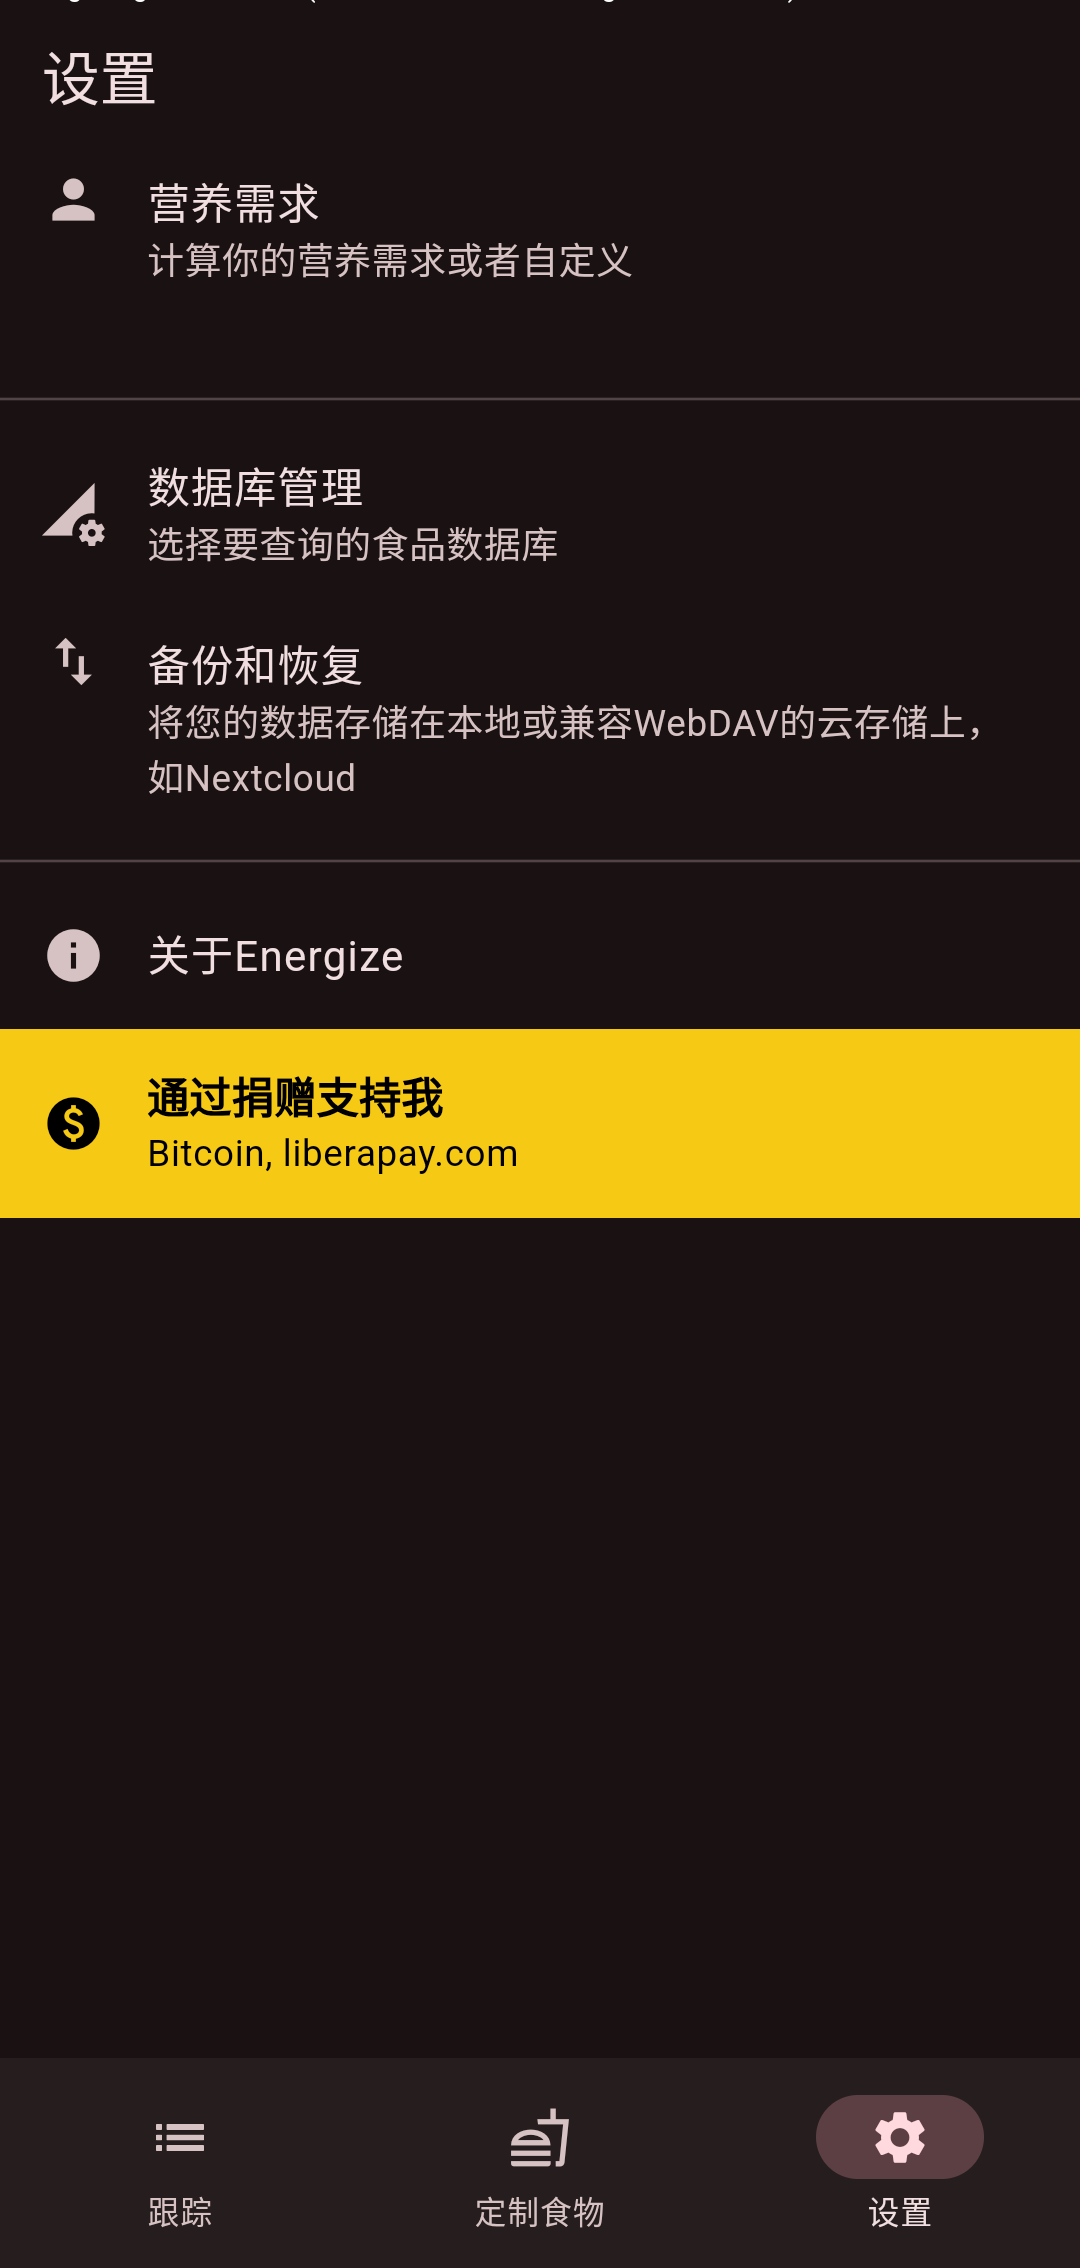 设置
营养需求
计算你的营养需求或者自定义
数据库管理
选择要查询的食品数据库
备份和恢复
将您的数据存储在本地或兼容WebDAV的云存储上，
如Nextcloud
关于Energize
通过捐赠支持我
Bitcoin, liberapay.com
跟踪
定制食物
设置